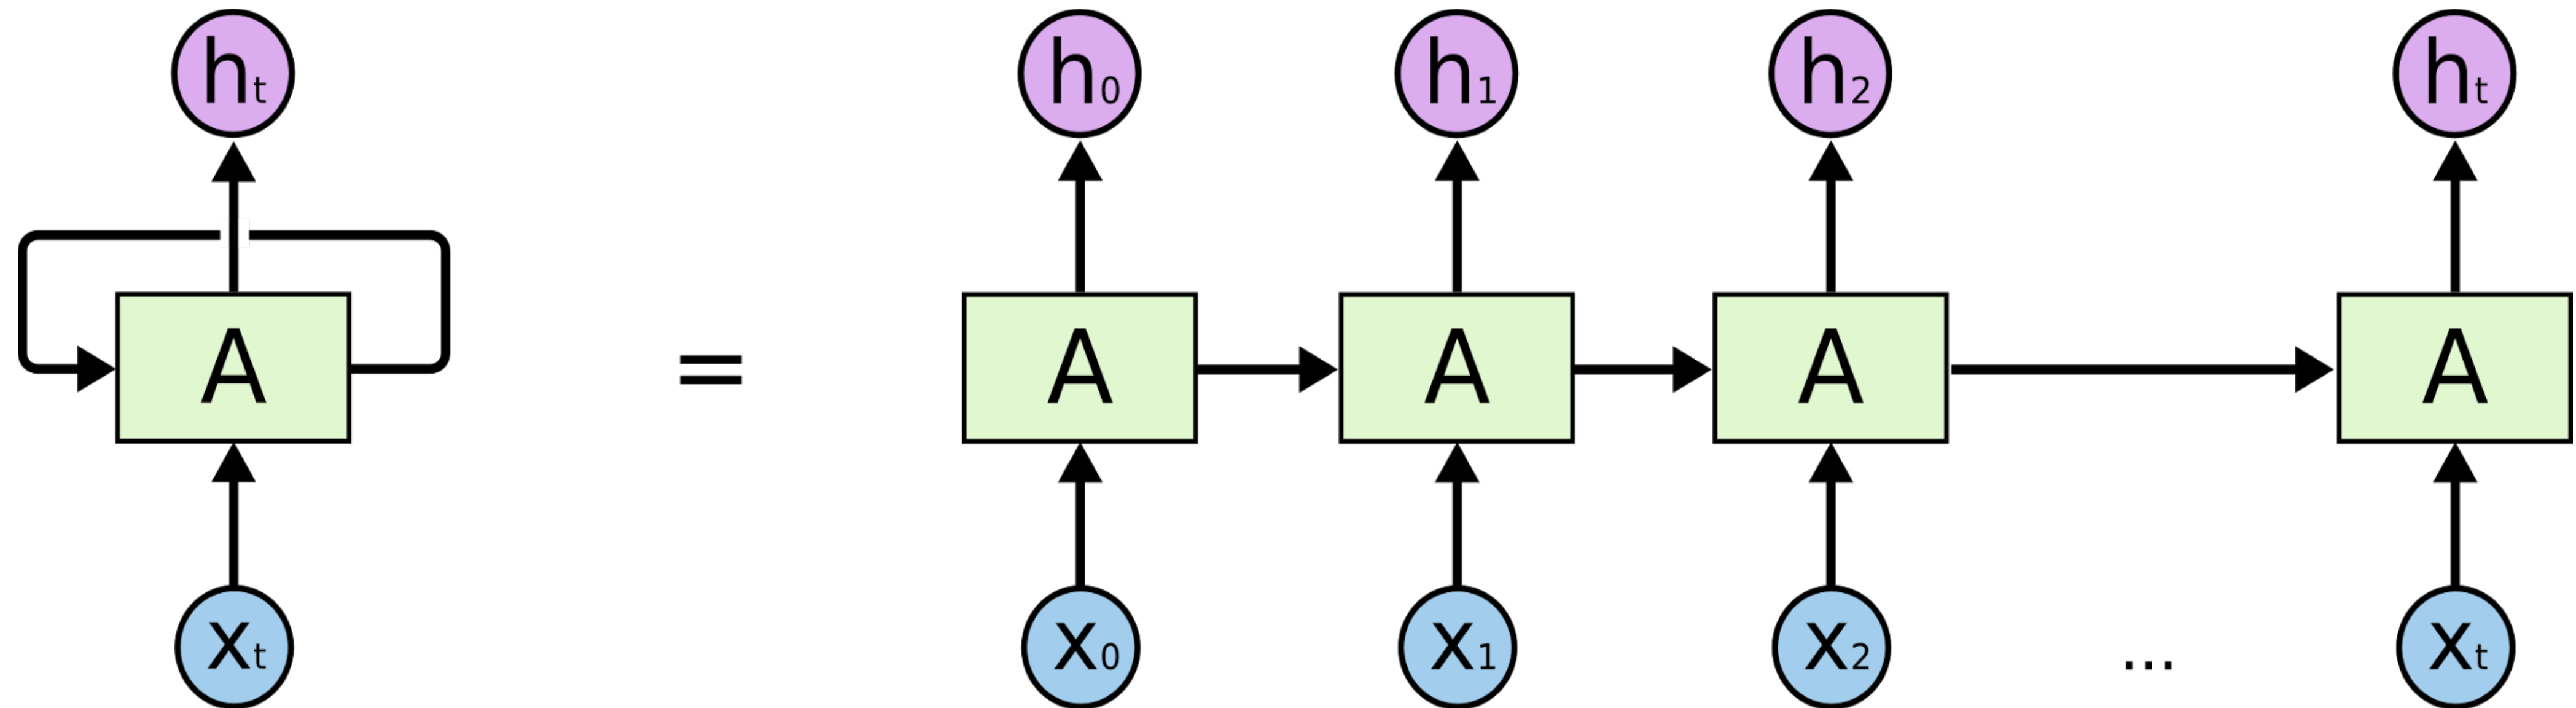 ht h0 h1 h2 ht
A = A A A A
xt x0 x1 x2 ... xt